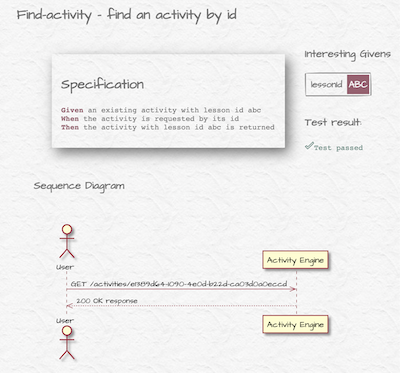 Find-activity - find an activity by id
Interesting Givens
Specification
lessonId ABC
Given an existing activity with lesson id abc
When the activity is requested by its id
Then the activity with lesson id abc is returned
Test result:
Test passed
Sequence Diagram
User
Activity Engine
GET /activities/e1389d64-1090-4e0d-b22d-ca03d0a0eccd
200 OK response
User
Activity Engine